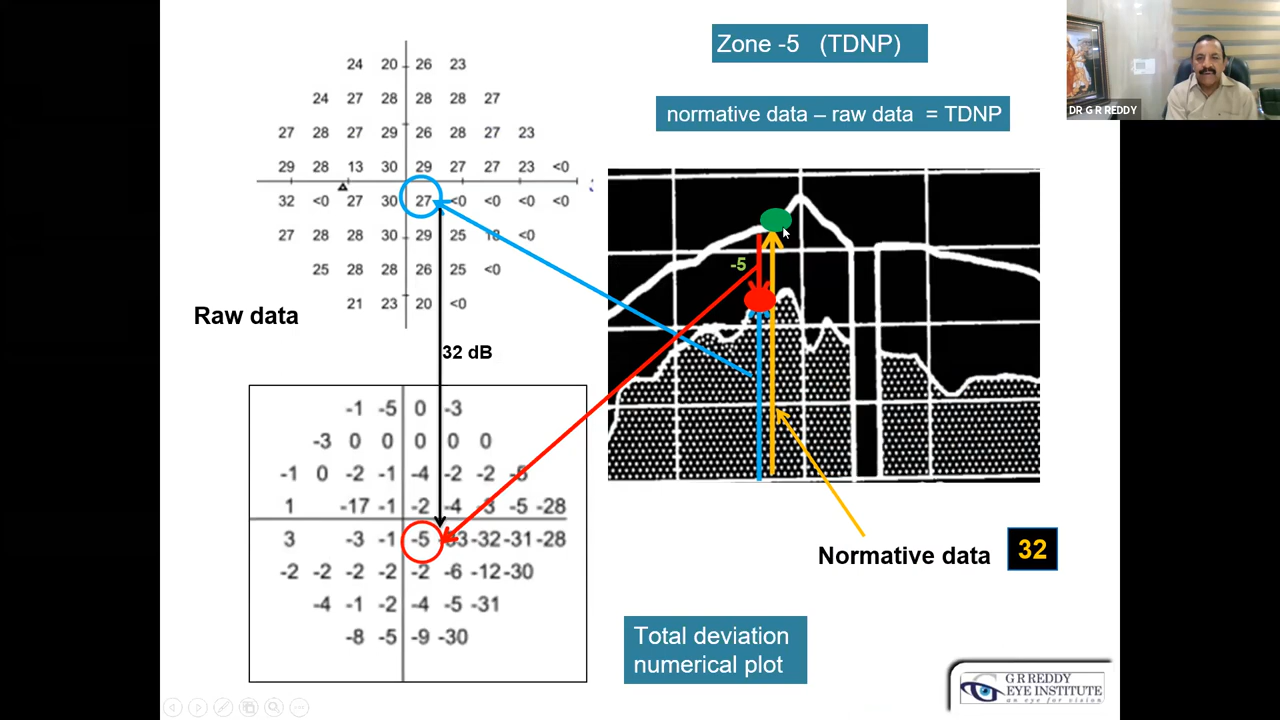 Zone -5 (TDNP)
DR G R REDDY
normative data – raw data = TDNP
24 20 26 23
24 27 28 28 28 27
27 28 27 29 26 28 27 23
29 28 13 30 29 27 27 23 <0
32 <0 27 30 27 <0 <0 <0 <0
27 28 28 30 29 25 18 <0
25 28 28 26 25 <0
21 23 20 <0
Raw data
-5
32 dB
-1 -5 0 -3
-3 0 0 0 0 0
-1 0 -2 -1 -4 -2 -2 -6
1 -17 -1 -2 -4 -3 -5 -28
3 -3 -1 -5 -33 -32 -31 -28
-2 -2 -2 -2 -2 -6 -12 -30
-4 -1 -2 -4 -5 -31
-8 -5 -9 -30
Normative data 32
Total deviation
numerical plot
G R REDDY
EYE INSTITUTE
an eye for vision